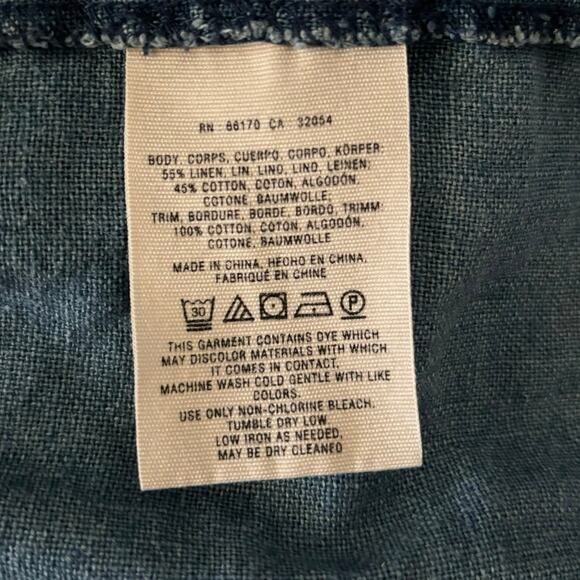 RN 66170 CA 32054
BODY, CORPS, CUERPO, CORPO, KÖRPER:
55% LINEN, LIN, LINO, LINO, LEINEN;
45% COTTON, COTON, ALGODÓN,
COTONE, BAUMWOLLE;
TRIM, BORDURE, BORDE, BORDO, TRIMM:
100% COTTON, COTON, ALGODÓN,
COTONE, BAUMWOLLE
MADE IN CHINA, HECHO EN CHINA,
FABRIQUÉ EN CHINE
30 P
THIS GARMENT CONTAINS DYE WHICH
MAY DISCOLOR MATERIALS WITH WHICH
IT COMES IN CONTACT.
MACHINE WASH COLD GENTLE WITH LIKE
COLORS.
USE ONLY NON-CHLORINE BLEACH.
TUMBLE DRY LOW
LOW IRON AS NEEDED,
MAY BE DRY CLEANED